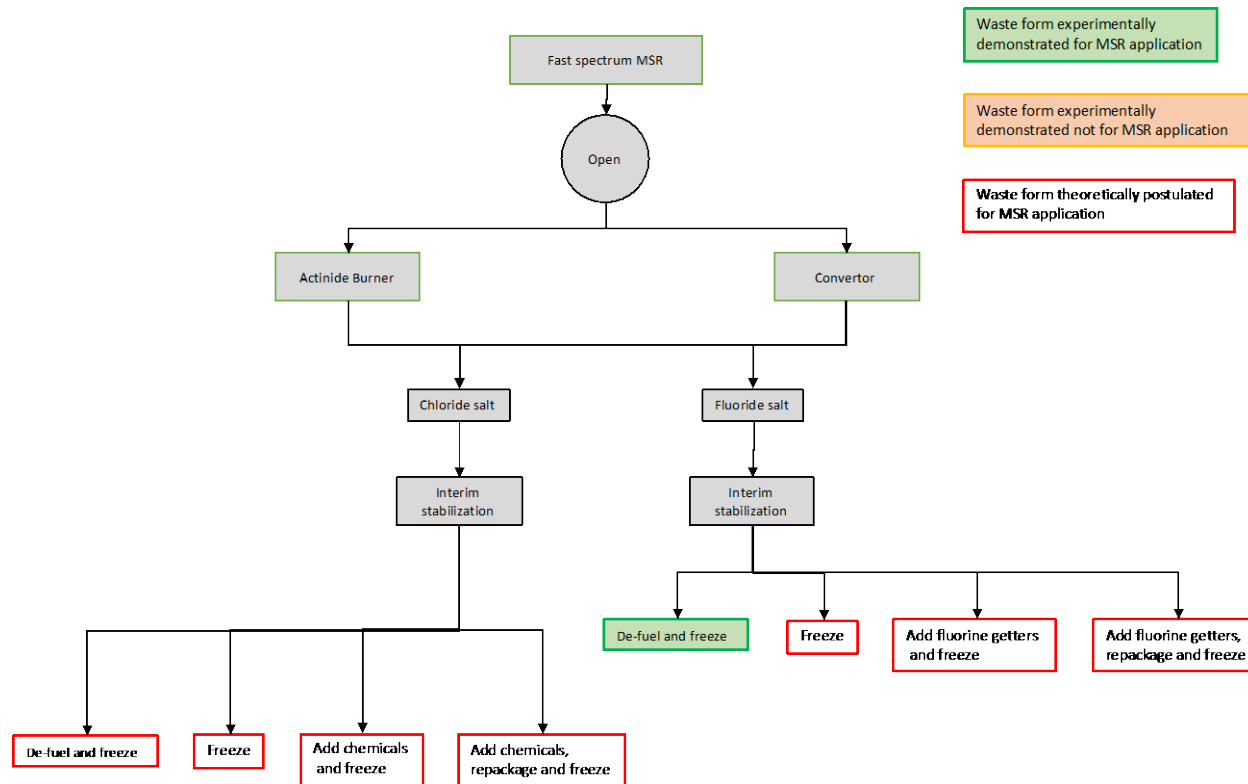 Waste form experimentally
demonstrated for MSR application
Fast spectrum MSR
Waste form experimentally
demonstrated not for MSR application
Open
Waste form theoretically postulated
for MSR application
Actinide Burner
Convertor
Chloride salt
Fluoride salt
Interim
stabilization
Interim
stabilization
De-fuel and freeze
Freeze
Add fluorine getters
and freeze
Add fluorine getters,
repackage and freeze
De-fuel and freeze
Freeze
Add chemicals
and freeze
Add chemicals,
repackage and freeze